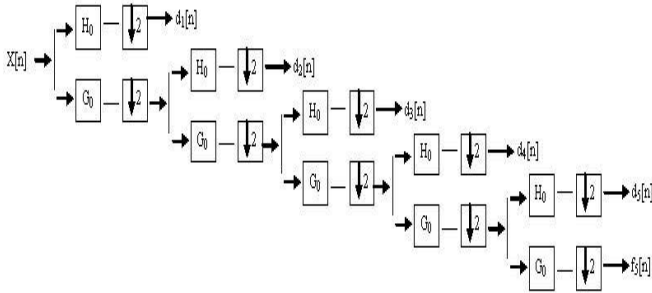 H₀ 2 d₁[n]
X[n]
G₀ 2 H₀ 2 d₂[n]
G₀ 2 H₀ 2 d₃[n]
G₀ 2 H₀ 2 d₄[n]
G₀ 2 H₀ 2 d₅[n]
G₀ 2 f₅[n]